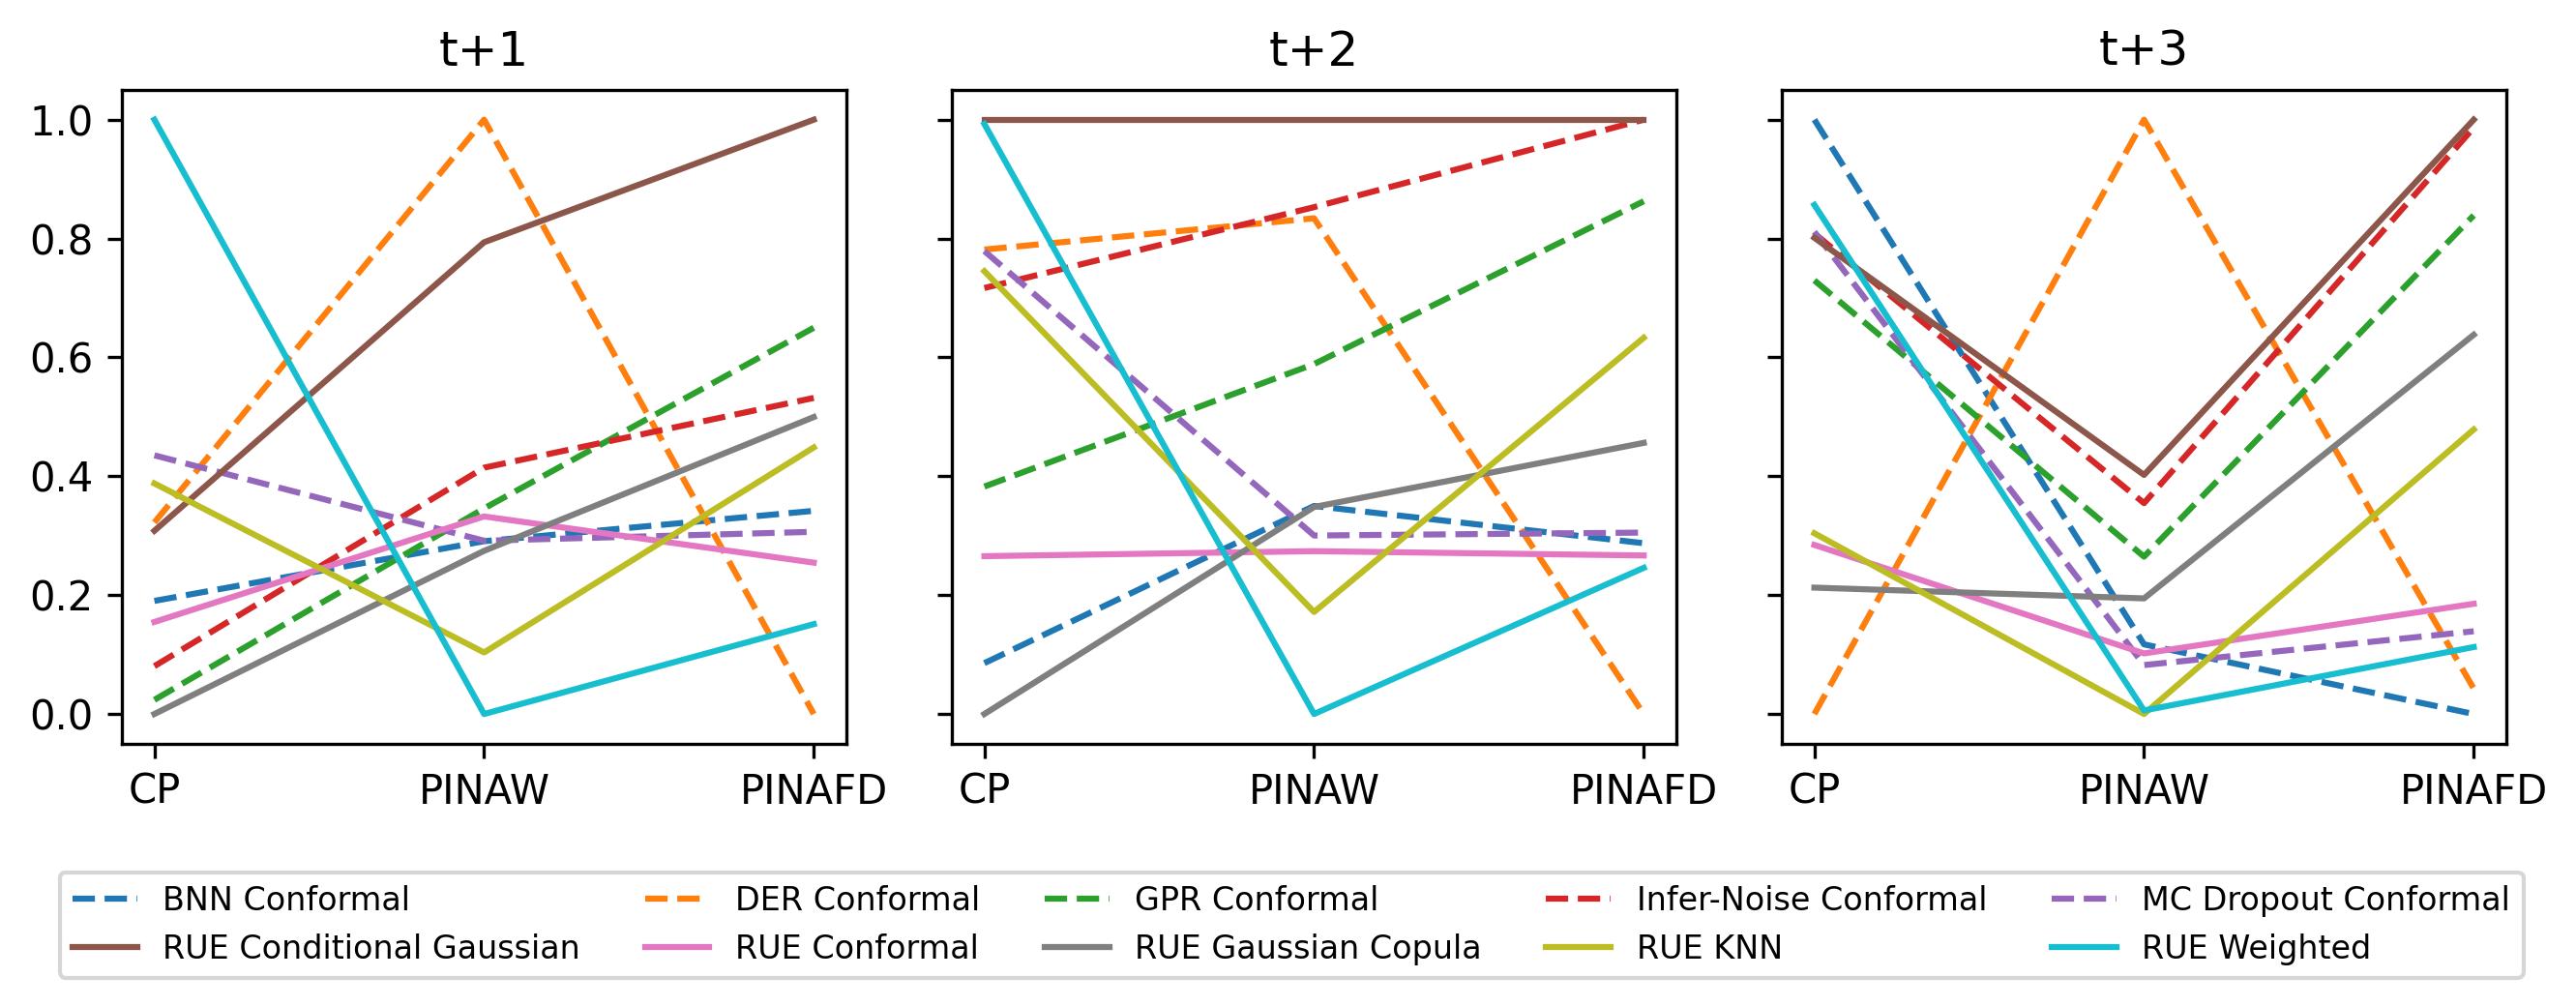 t+1 t+2 t+3
1.0
0.8
0.6
0.4
0.2
0.0
CP PINAW PINAFD CP PINAW PINAFD CP PINAW PINAFD
BNN Conformal DER Conformal GPR Conformal Infer-Noise Conformal MC Dropout Conformal
RUE Conditional Gaussian RUE Conformal RUE Gaussian Copula RUE KNN RUE Weighted